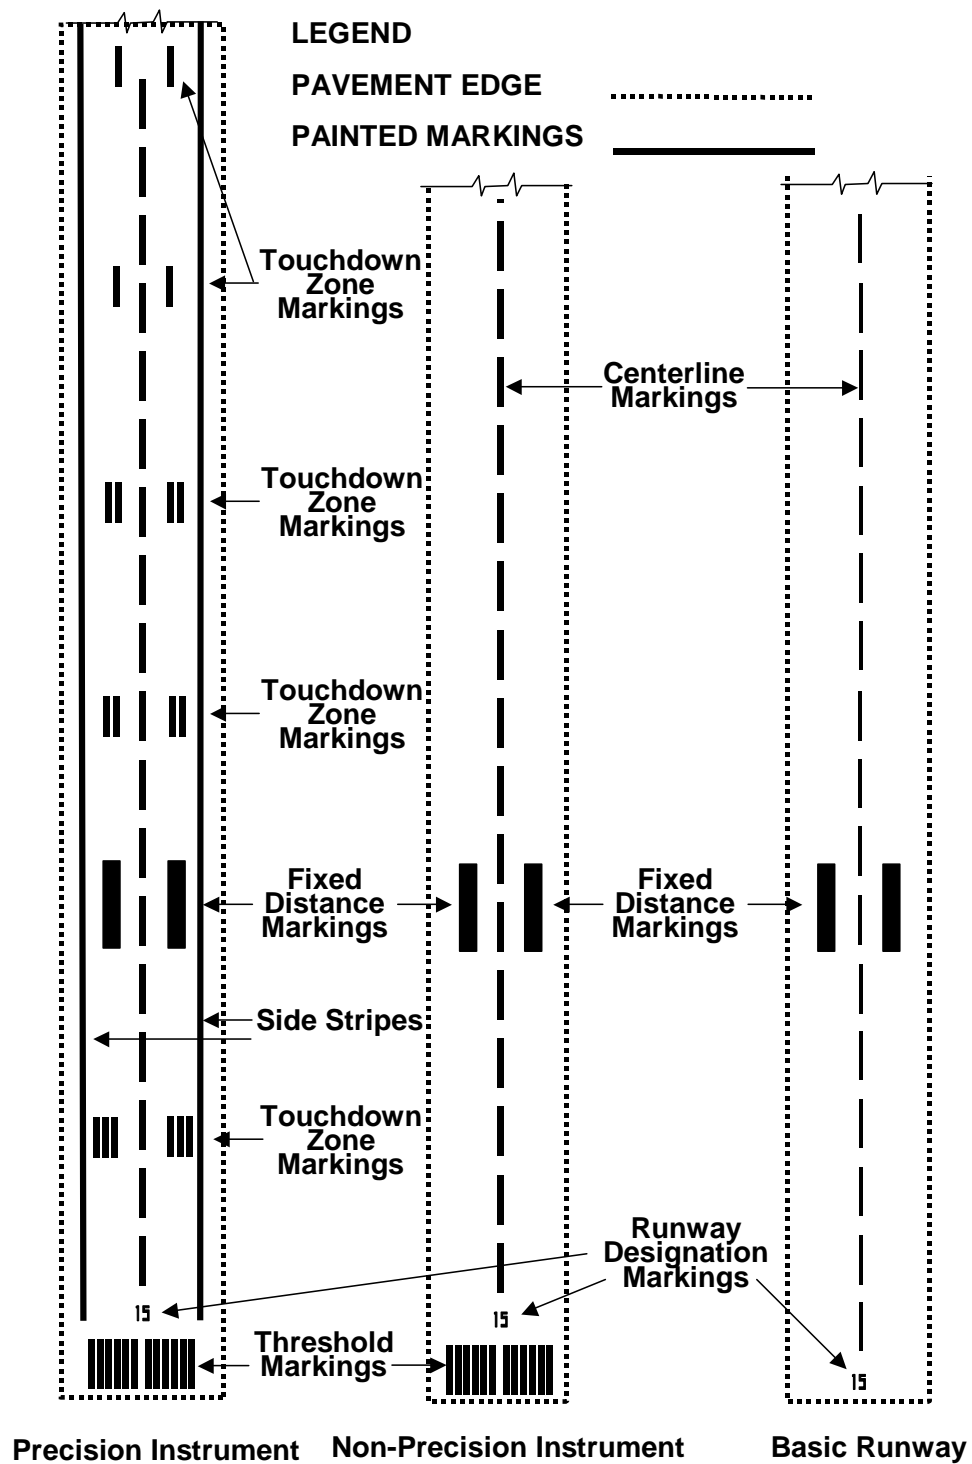 LEGEND
PAVEMENT EDGE
PAINTED MARKINGS
Touchdown
Zone
Markings
Centerline
Markings
Touchdown
Zone
Markings
Touchdown
Zone
Markings
Fixed
Distance
Markings
Fixed
Distance
Markings
Side Stripes
Touchdown
Zone
Markings
Runway
Designation
Markings
15
15
15
Threshold
Markings
Precision Instrument
Non-Precision Instrument
Basic Runway